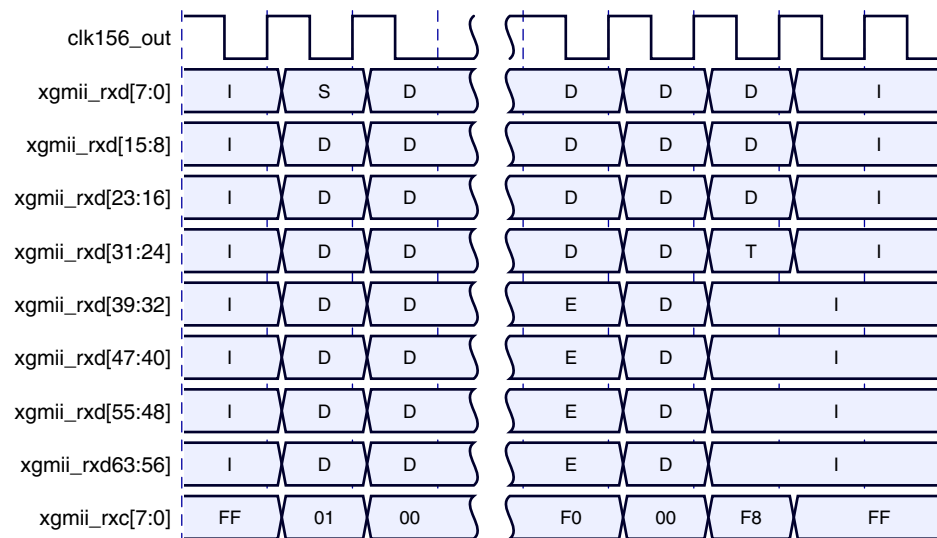 clk156_out
xgmii_rxd[7:0] I S D D D D I
xgmii_rxd[15:8] I D D D D D I
xgmii_rxd[23:16] I D D D D D I
xgmii_rxd[31:24] I D D D D T I
xgmii_rxd[39:32] I D D E D I
xgmii_rxd[47:40] I D D E D I
xgmii_rxd[55:48] I D D E D I
xgmii_rxd63:56] I D D E D I
xgmii_rxc[7:0] FF 01 00 F0 00 F8 FF